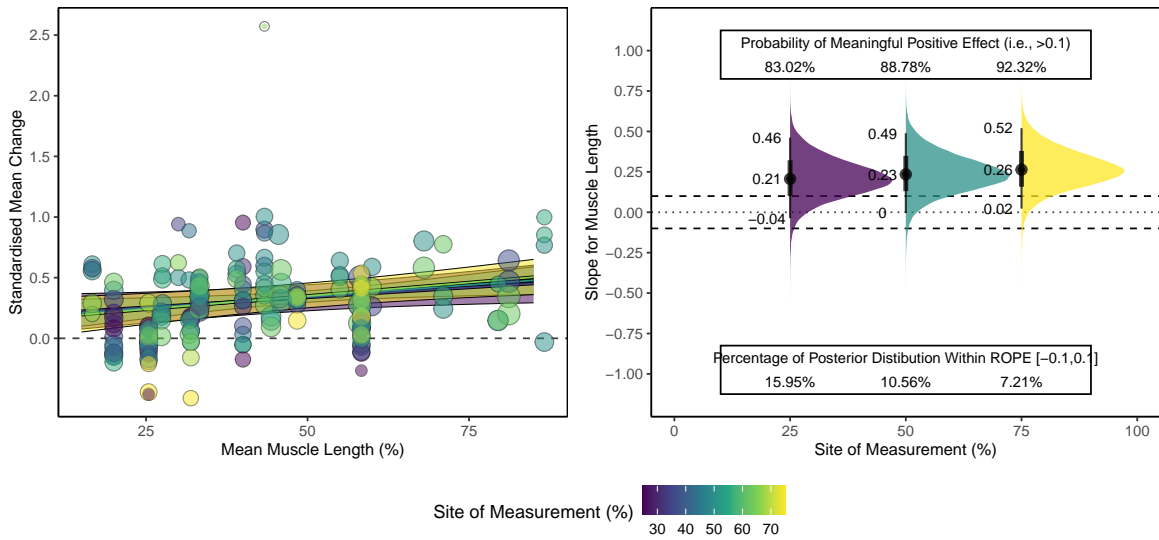 2.5
2.0
1.5
1.0
0.5
0.0
Standardised Mean Change
25
50
75
Mean Muscle Length (%)
1.00
0.75
0.50
0.25
0.00
−0.25
−0.50
−0.75
−1.00
Slope for Muscle Length
Probability of Meaningful Positive Effect (i.e., >0.1)
83.02% 88.78% 92.32%
0.46 0.49 0.52
0.21 0.23 0.26
−0.04 0 0.02
Percentage of Posterior Distibution Within ROPE [−0.1,0.1]
15.95% 10.56% 7.21%
0 25 50 75 100
Site of Measurement (%)
Site of Measurement (%)
30 40 50 60 70